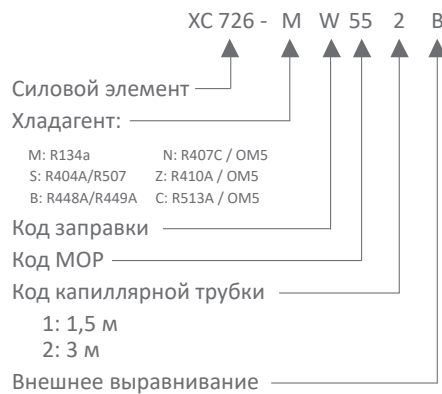 XC 726 - M W 55 2 B
Силовой элемент
Хладагент:
M: R134a N: R407C / OM5
S: R404A/R507 Z: R410A / OM5
B: R448A/R449A C: R513A / OM5
Код заправки
Код МОР
Код капиллярной трубки
1: 1,5 м
2: 3 м
Внешнее выравнивание